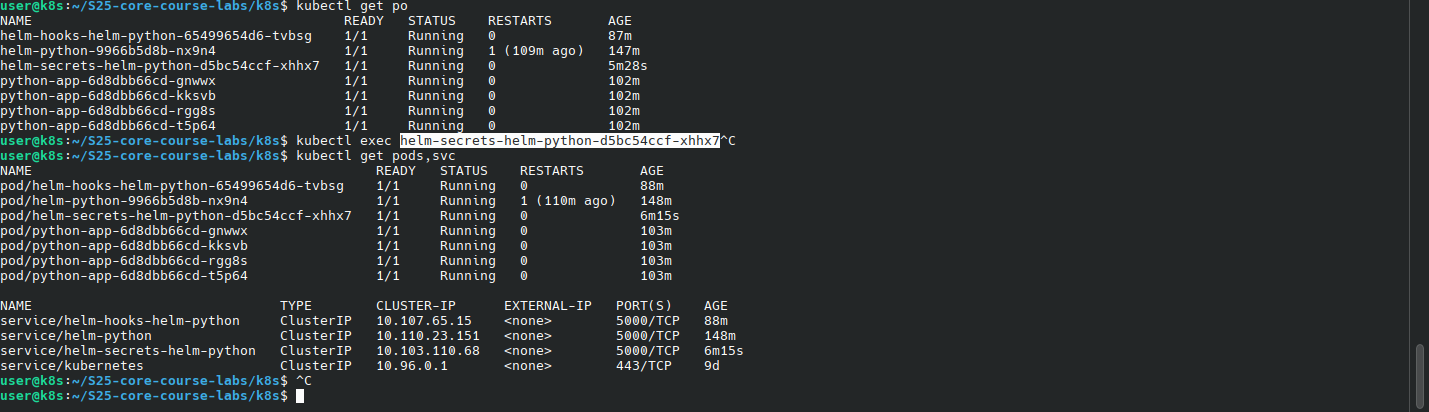 user@k8s:~/S25-core-course-labs/k8s$ kubectl get po
NAME                                       READY   STATUS    RESTARTS       AGE
helm-hooks-helm-python-65499654d6-tvbsg    1/1     Running   0              87m
helm-python-9966b5d8b-nx9n4                1/1     Running   1 (109m ago)   147m
helm-secrets-helm-python-d5bc54ccf-xhhx7   1/1     Running   0              5m28s
python-app-6d8dbb66cd-gnwwx                1/1     Running   0              102m
python-app-6d8dbb66cd-kksvb                1/1     Running   0              102m
python-app-6d8dbb66cd-rgg8s                1/1     Running   0              102m
python-app-6d8dbb66cd-t5p64                1/1     Running   0              102m
user@k8s:~/S25-core-course-labs/k8s$ kubectl exec helm-secrets-helm-python-d5bc54ccf-xhhx7^C
user@k8s:~/S25-core-course-labs/k8s$ kubectl get pods,svc
NAME                                           READY   STATUS    RESTARTS       AGE
pod/helm-hooks-helm-python-65499654d6-tvbsg    1/1     Running   0              88m
pod/helm-python-9966b5d8b-nx9n4                1/1     Running   1 (110m ago)   148m
pod/helm-secrets-helm-python-d5bc54ccf-xhhx7   1/1     Running   0              6m15s
pod/python-app-6d8dbb66cd-gnwwx                1/1     Running   0              103m
pod/python-app-6d8dbb66cd-kksvb                1/1     Running   0              103m
pod/python-app-6d8dbb66cd-rgg8s                1/1     Running   0              103m
pod/python-app-6d8dbb66cd-t5p64                1/1     Running   0              103m
NAME                               TYPE        CLUSTER-IP      EXTERNAL-IP   PORT(S)    AGE
service/helm-hooks-helm-python     ClusterIP   10.107.65.15    <none>        5000/TCP   88m
service/helm-python                ClusterIP   10.110.23.151   <none>        5000/TCP   148m
service/helm-secrets-helm-python   ClusterIP   10.103.110.68   <none>        5000/TCP   6m15s
service/kubernetes                 ClusterIP   10.96.0.1       <none>        443/TCP    9d
user@k8s:~/S25-core-course-labs/k8s$ ^C
user@k8s:~/S25-core-course-labs/k8s$